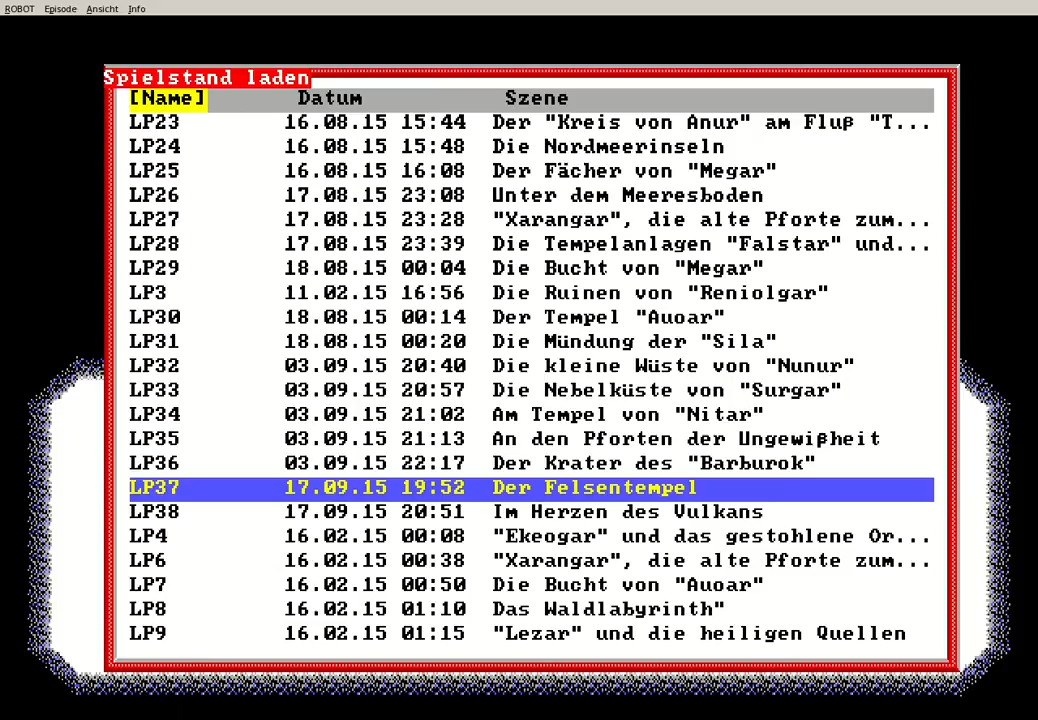 ROBOT Episode Ansicht Info
Spielstand laden
[Name] Datum Szene
LP23 16.08.15 15:44 Der "Kreis von Anur" am Fluß "T...
LP24 16.08.15 15:48 Die Nordmeerinseln
LP25 16.08.15 16:08 Der Fächer von "Megar"
LP26 17.08.15 23:08 Unter dem Meeresboden
LP27 17.08.15 23:28 "Xarangar", die alte Pforte zum...
LP28 17.08.15 23:39 Die Tempelanlagen "Falstar" und...
LP29 18.08.15 00:04 Die Bucht von "Megar"
LP3 11.02.15 16:56 Die Ruinen von "Reniolgar"
LP30 18.08.15 00:14 Der Tempel "Auoar"
LP31 18.08.15 00:20 Die Mündung der "Sila"
LP32 03.09.15 20:40 Die kleine Wüste von "Nunur"
LP33 03.09.15 20:57 Die Nebelküste von "Surgar"
LP34 03.09.15 21:02 Am Tempel von "Nitar"
LP35 03.09.15 21:13 An den Pforten der Ungewißheit
LP36 03.09.15 22:17 Der Krater des "Barburok"
LP37 17.09.15 19:52 Der Felsentempel
LP38 17.09.15 20:51 Im Herzen des Vulkans
LP4 16.02.15 00:08 "Ekeogar" und das gestohlene Or...
LP6 16.02.15 00:38 "Xarangar", die alte Pforte zum...
LP7 16.02.15 00:50 Die Bucht von "Auoar"
LP8 16.02.15 01:10 Das Waldlabyrinth"
LP9 16.02.15 01:15 "Lezar" und die heiligen Quellen